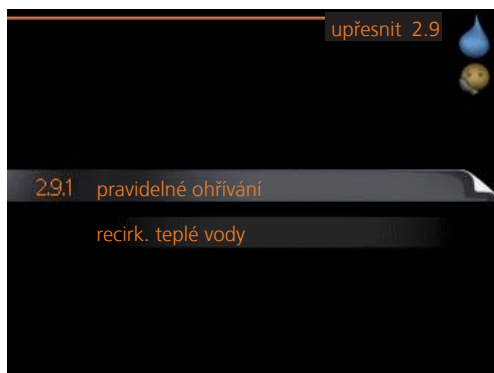 upřesnit 2.9
2.9.1 pravidelné ohřívání
recirk. teplé vody